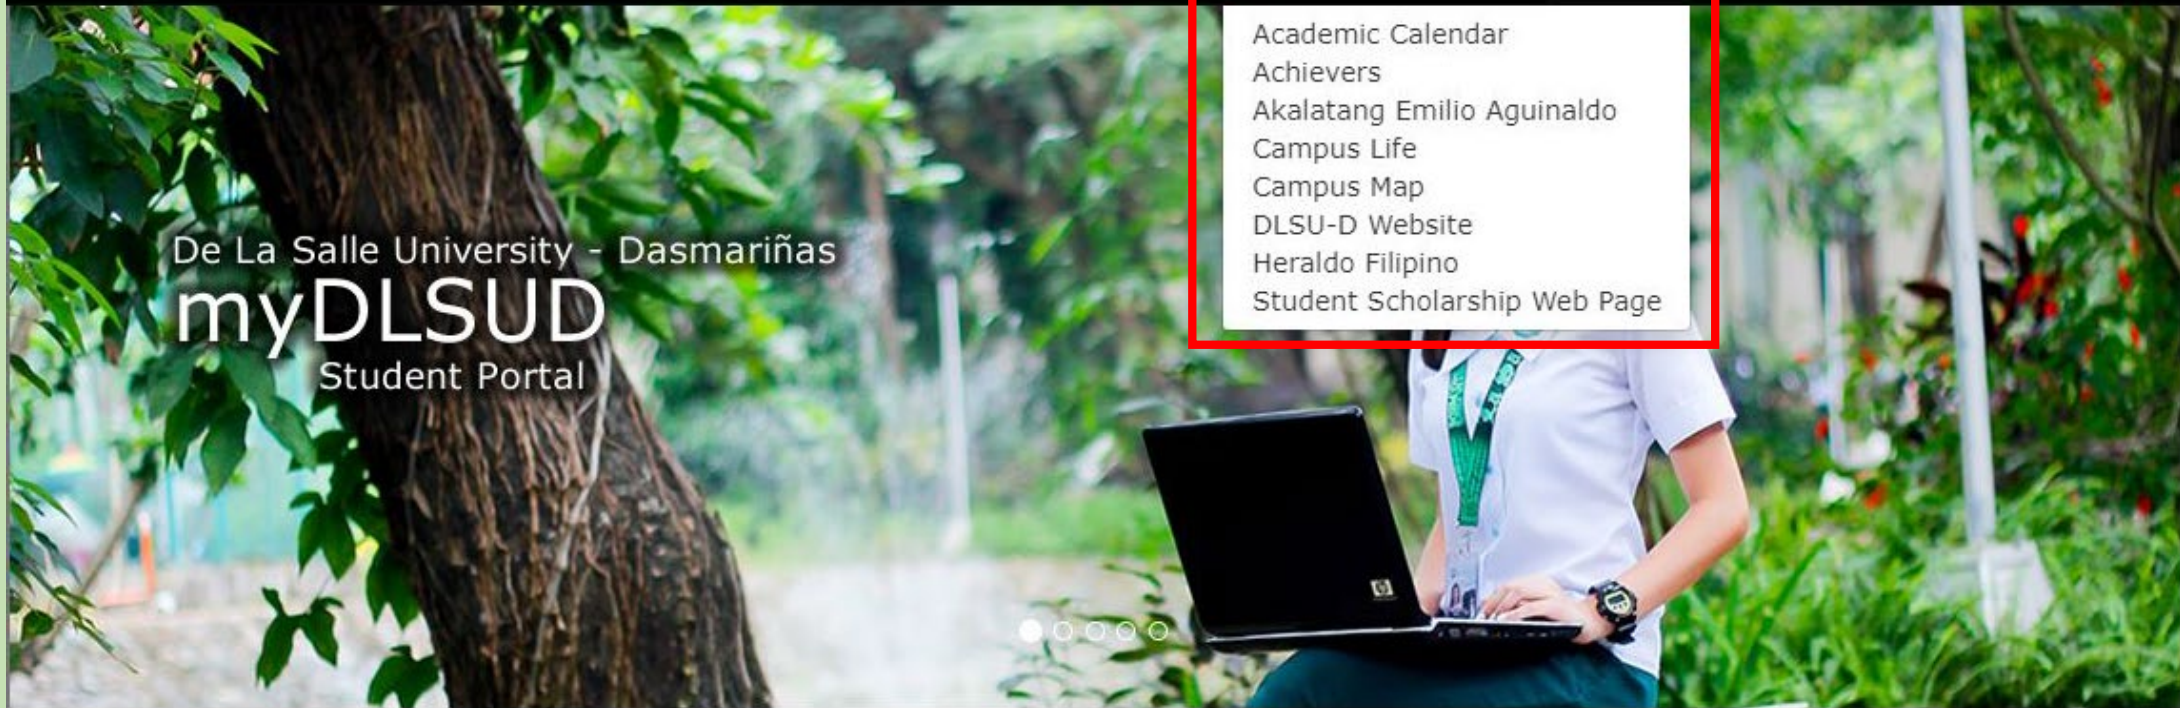 Academic Calendar
Achievers
Akalatang Emilio Aguinaldo
Campus Life
Campus Map
DLSU-D Website
Heraldo Filipino
Student Scholarship Web Page
De La Salle University - Dasmariñas
myDLSUD
Student Portal